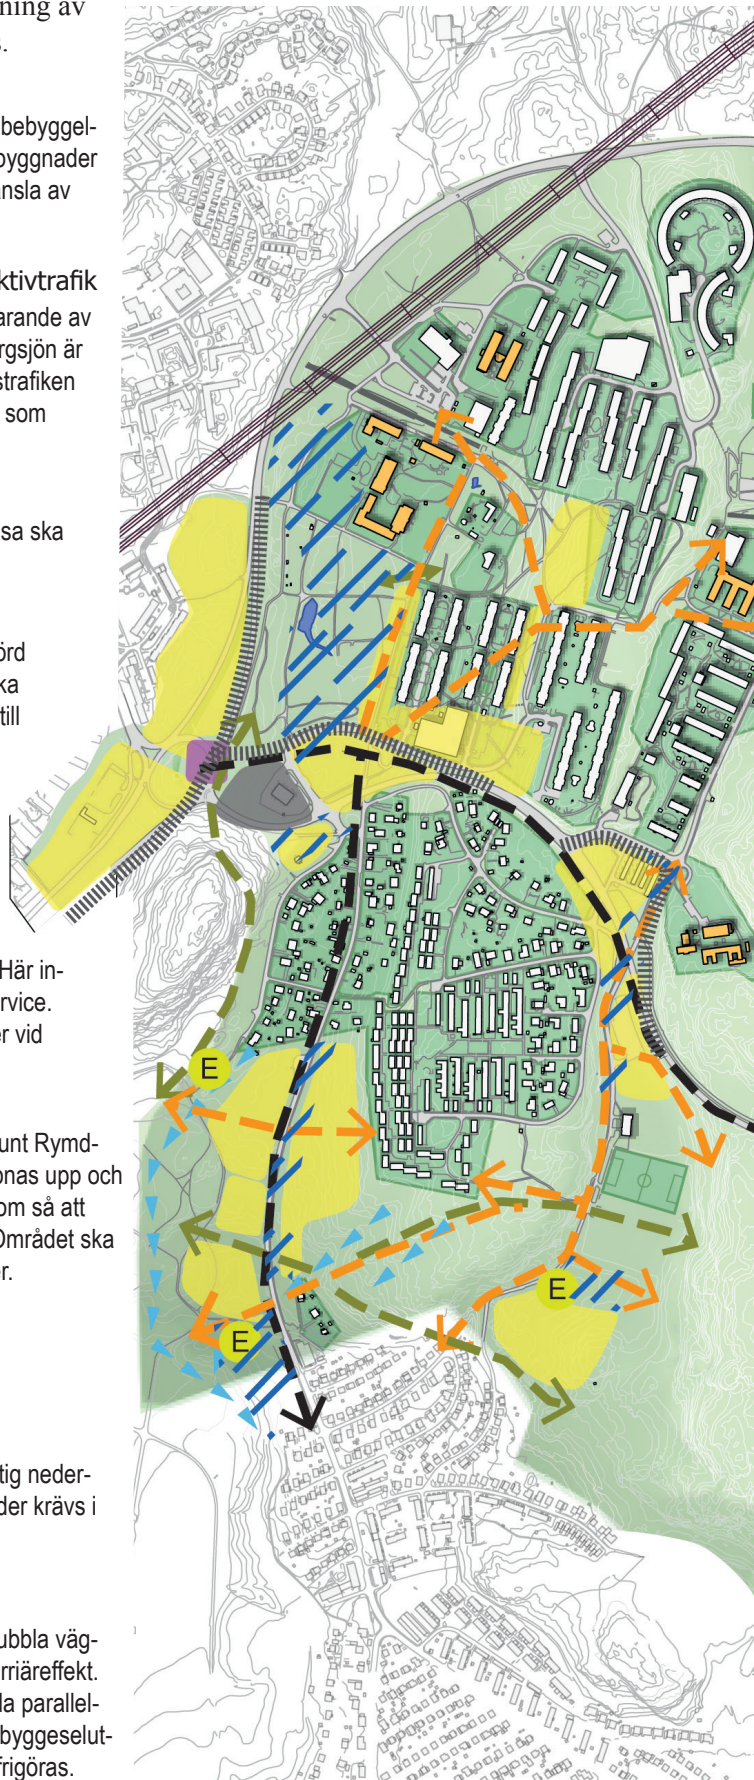 ning av
s.
bebyggel-
byggnader
änsla av
ktivtrafik
arande av
rgsjön är
strafiken
som
sa ska
örd
ka
till
Här in-
rvice.
er vid
E
unt Rymd-
onas upp och
om så att
Området ska
er.
E
E
tig neder-
der krävs i
ubbla väg-
rriäreffekt.
la parallel-
byggeselut-
frigöras.